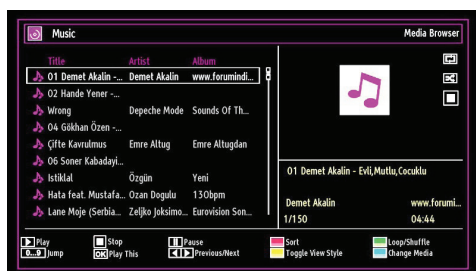 Music
Media Browser
Title Artist Album
01 Demet Akalin -... Demet Akalin www.forumindi...
02 Hande Yener -...
Wrong Depeche Mode Sounds Of Th...
04 Gökhan Özen -...
Çifte Kavrulmus Emre Altug Emre Altugdan
06 Soner Kabadayi...
Istiklal Özgün Yeni
Hata feat. Mustafa... Ozan Dogulu 130bpm
Lane Moje (Serbia... Zeljko Joksimo... Eurovision Son...
01 Demet Akalin - Evli,Mutlu,Cocuklu
Demet Akalin www.forumi...
1/150 04:44
Play Stop Pause Sort Loop/Shuffle
0...9 Jump OK Play This Previous/Next Toggle View Style Change Media